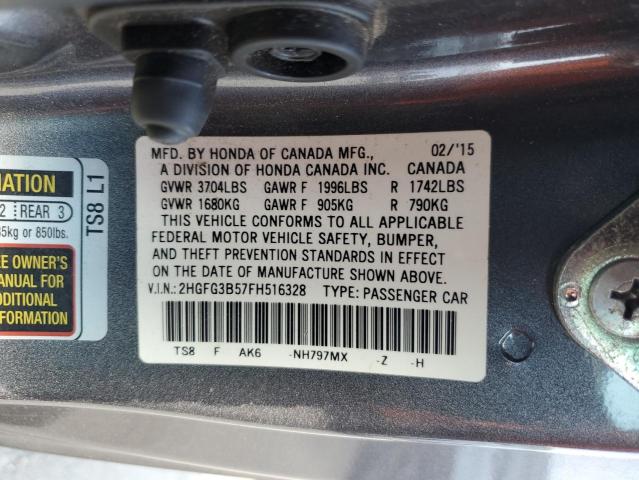 MFD. BY HONDA OF CANADA MFG., 02/'15
A DIVISION OF HONDA CANADA INC. CANADA
GVWR 3704LBS GAWR F 1996LBS R 1742LBS
GVWR 1680KG GAWR F 905KG R 790KG
THIS VEHICLE CONFORMS TO ALL APPLICABLE
FEDERAL MOTOR VEHICLE SAFETY, BUMPER,
AND THEFT PREVENTION STANDARDS IN EFFECT
ON THE DATE OF MANUFACTURE SHOWN ABOVE.
V.I.N.: 2HGFG3B57FH516328 TYPE: PASSENGER CAR
TS8 F AK6 -NH797MX -Z -H
2 REAR 3
kg or 850lbs.
OWNER'S
MANUAL FOR
INFORMATION
TS8 L1